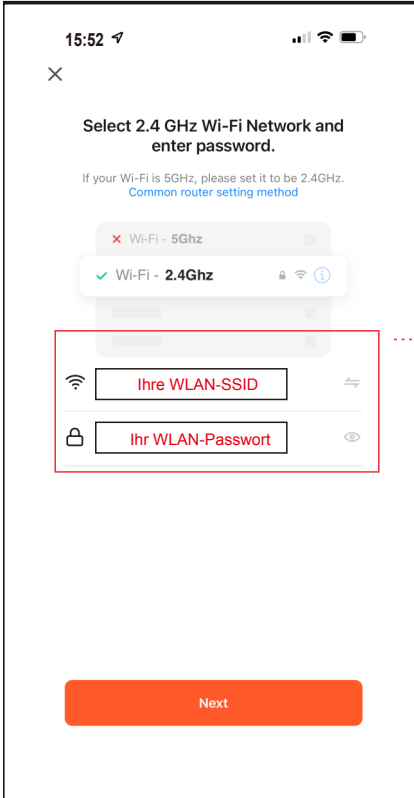 15:52
Select 2.4 GHz Wi-Fi Network and
enter password.
If your Wi-Fi is 5GHz, please set it to be 2.4GHz.
Common router setting method
Wi-Fi - 5Ghz
Wi-Fi - 2.4Ghz
Ihre WLAN-SSID
Ihr WLAN-Passwort
Next